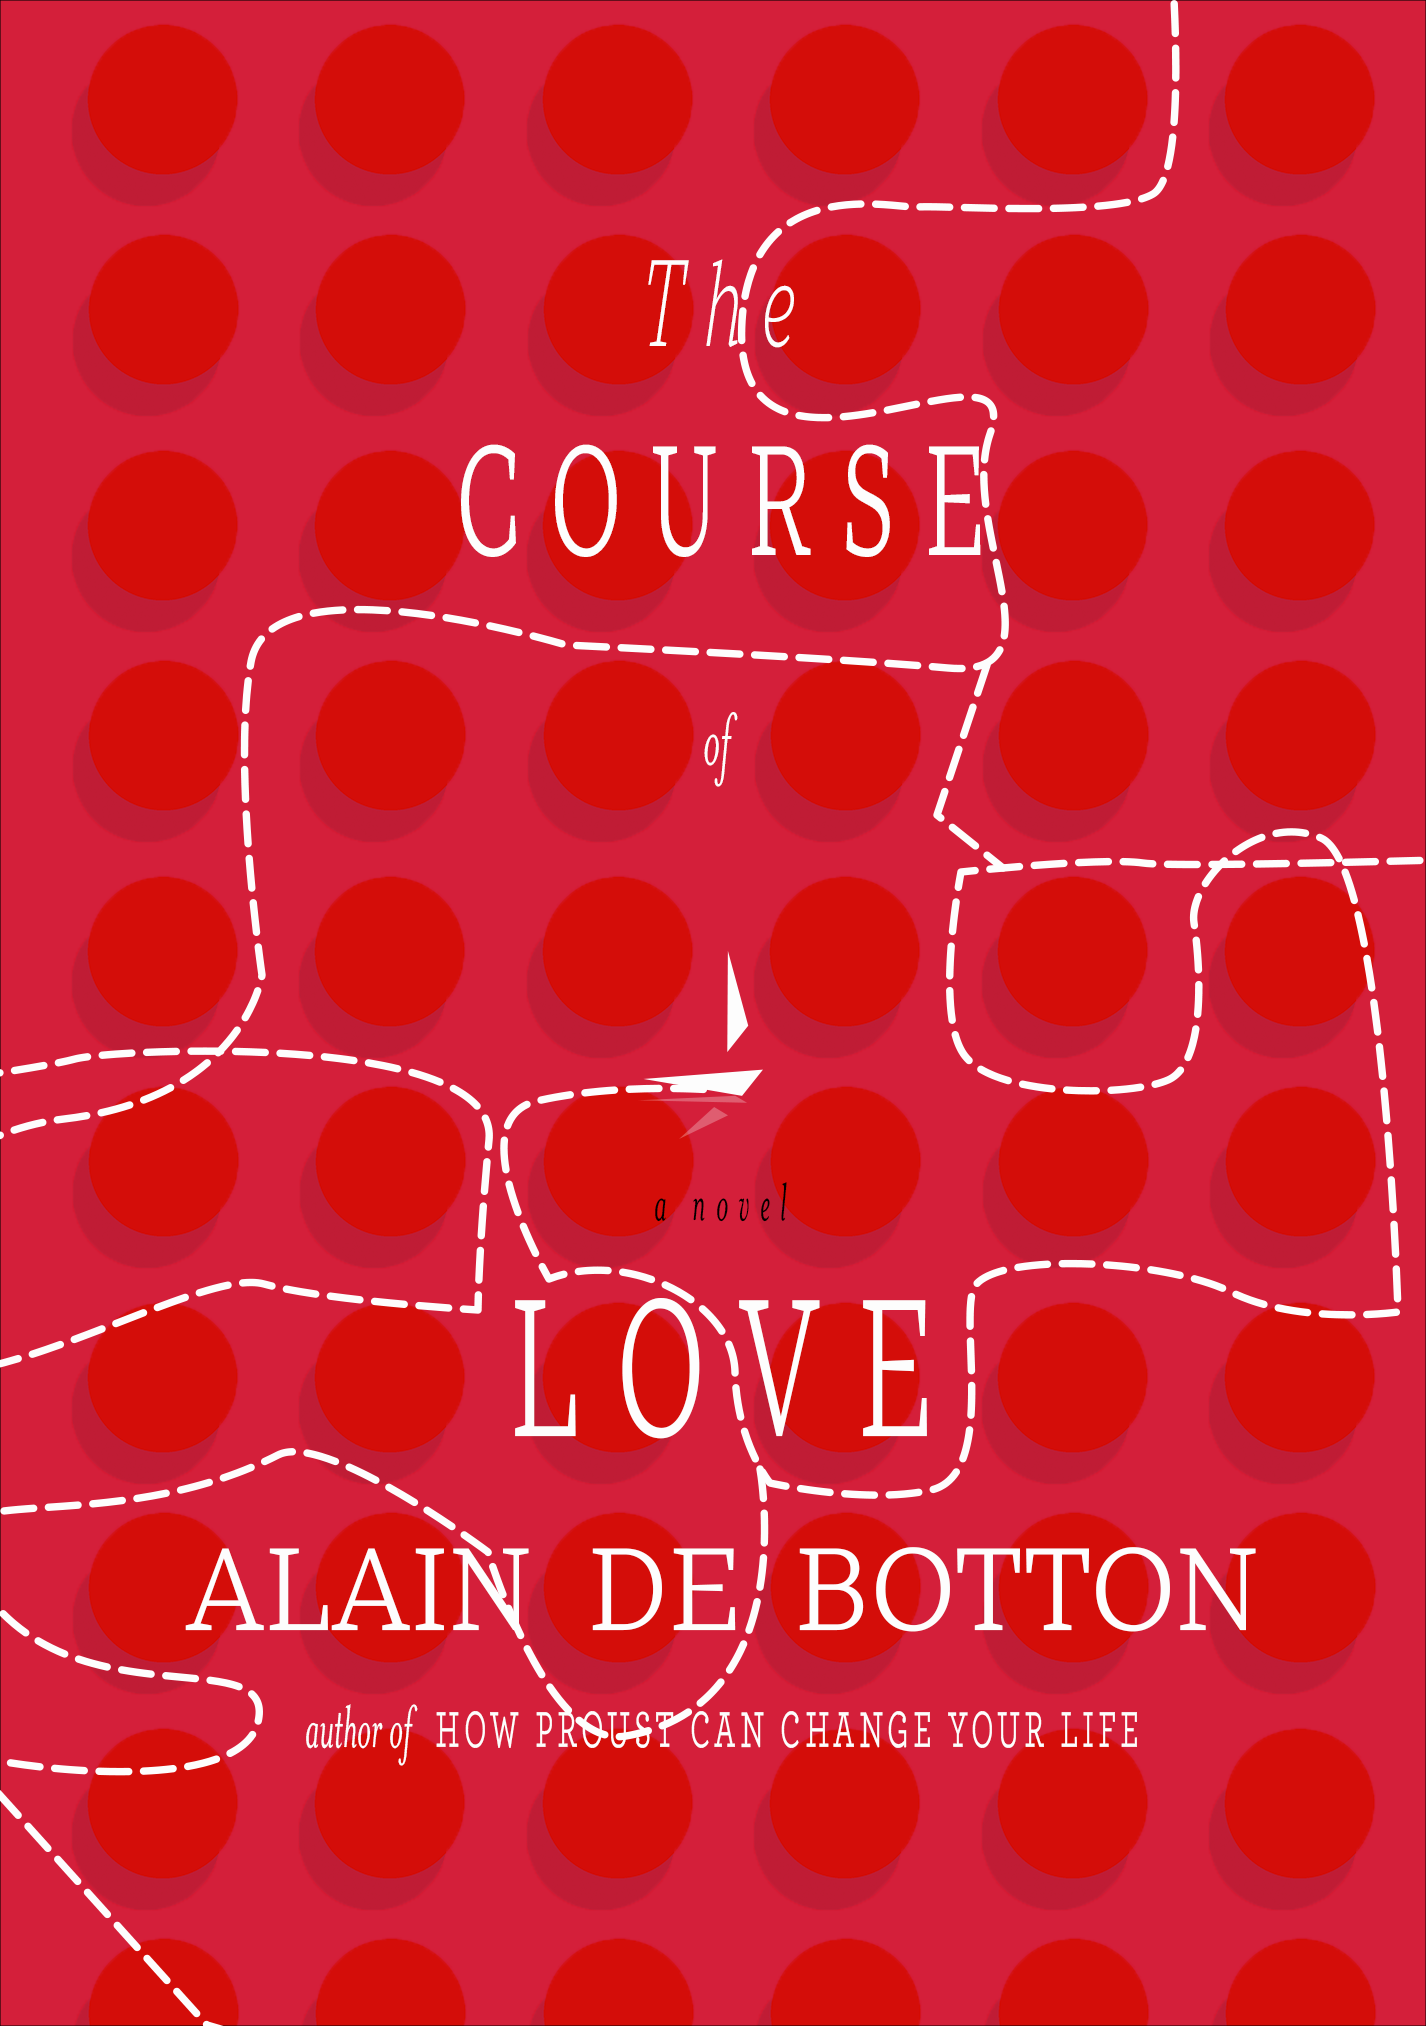 The
COURSE
of
a novel
LOVE
ALAIN DE BOTTON
author of HOW PROUST CAN CHANGE YOUR LIFE